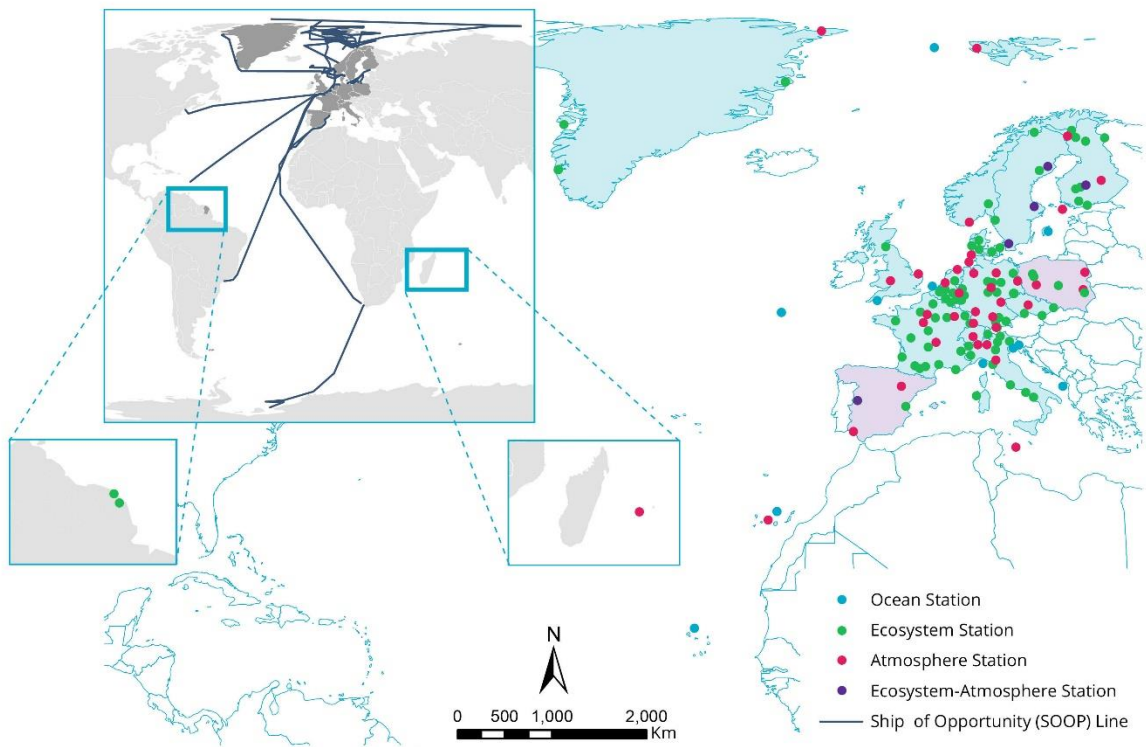 Ocean Station
Ecosystem Station
Atmosphere Station
Ecosystem-Atmosphere Station
Ship of Opportunity (SOOP) Line
N
0 500 1,000 2,000
Km